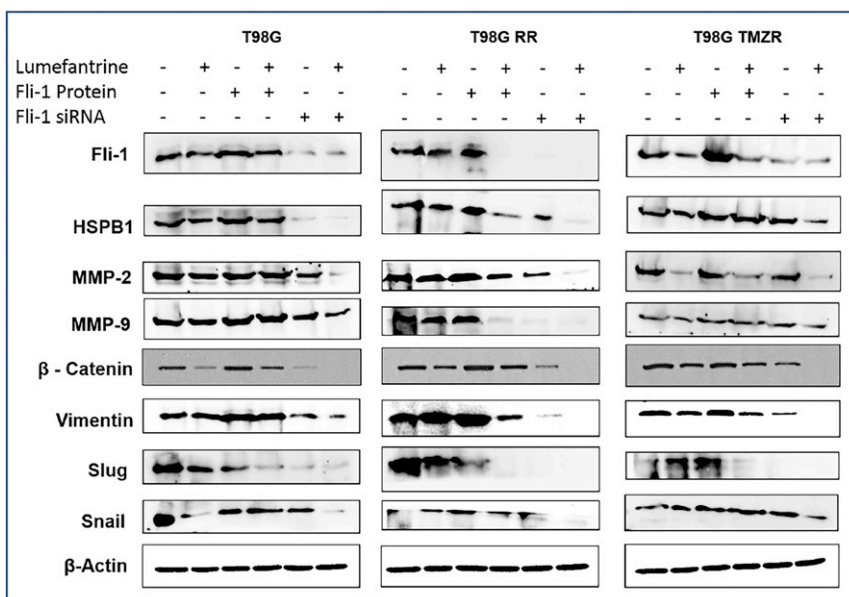 T98G T98G RR T98G TMZR
Lumefantrine - + - + - + - + - + - + - + - + - +
Fli-1 Protein - - + + - - - - + + - - - - + + - -
Fli-1 siRNA - - - - + + - - - - + + - - - - + +
Fli-1
HSPB1
MMP-2
MMP-9
β - Catenin
Vimentin
Slug
Snail
β-Actin